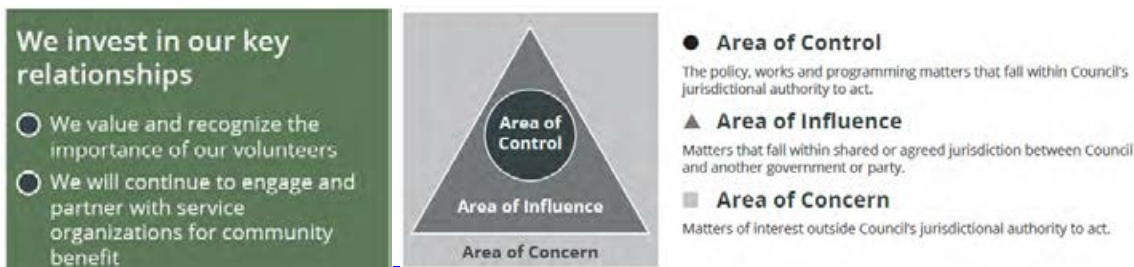 We invest in our key
relationships
We value and recognize the
importance of our volunteers
We will continue to engage and
partner with service
organizations for community
benefit
Area of
Control
Area of Influence
Area of Concern
Area of Control
The policy, works and programming matters that fall within Council's
jurisdictional authority to act.
Area of Influence
Matters that fall within shared or agreed jurisdiction between Council
and another government or party.
Area of Concern
Matters of interest outside Council's jurisdictional authority to act.